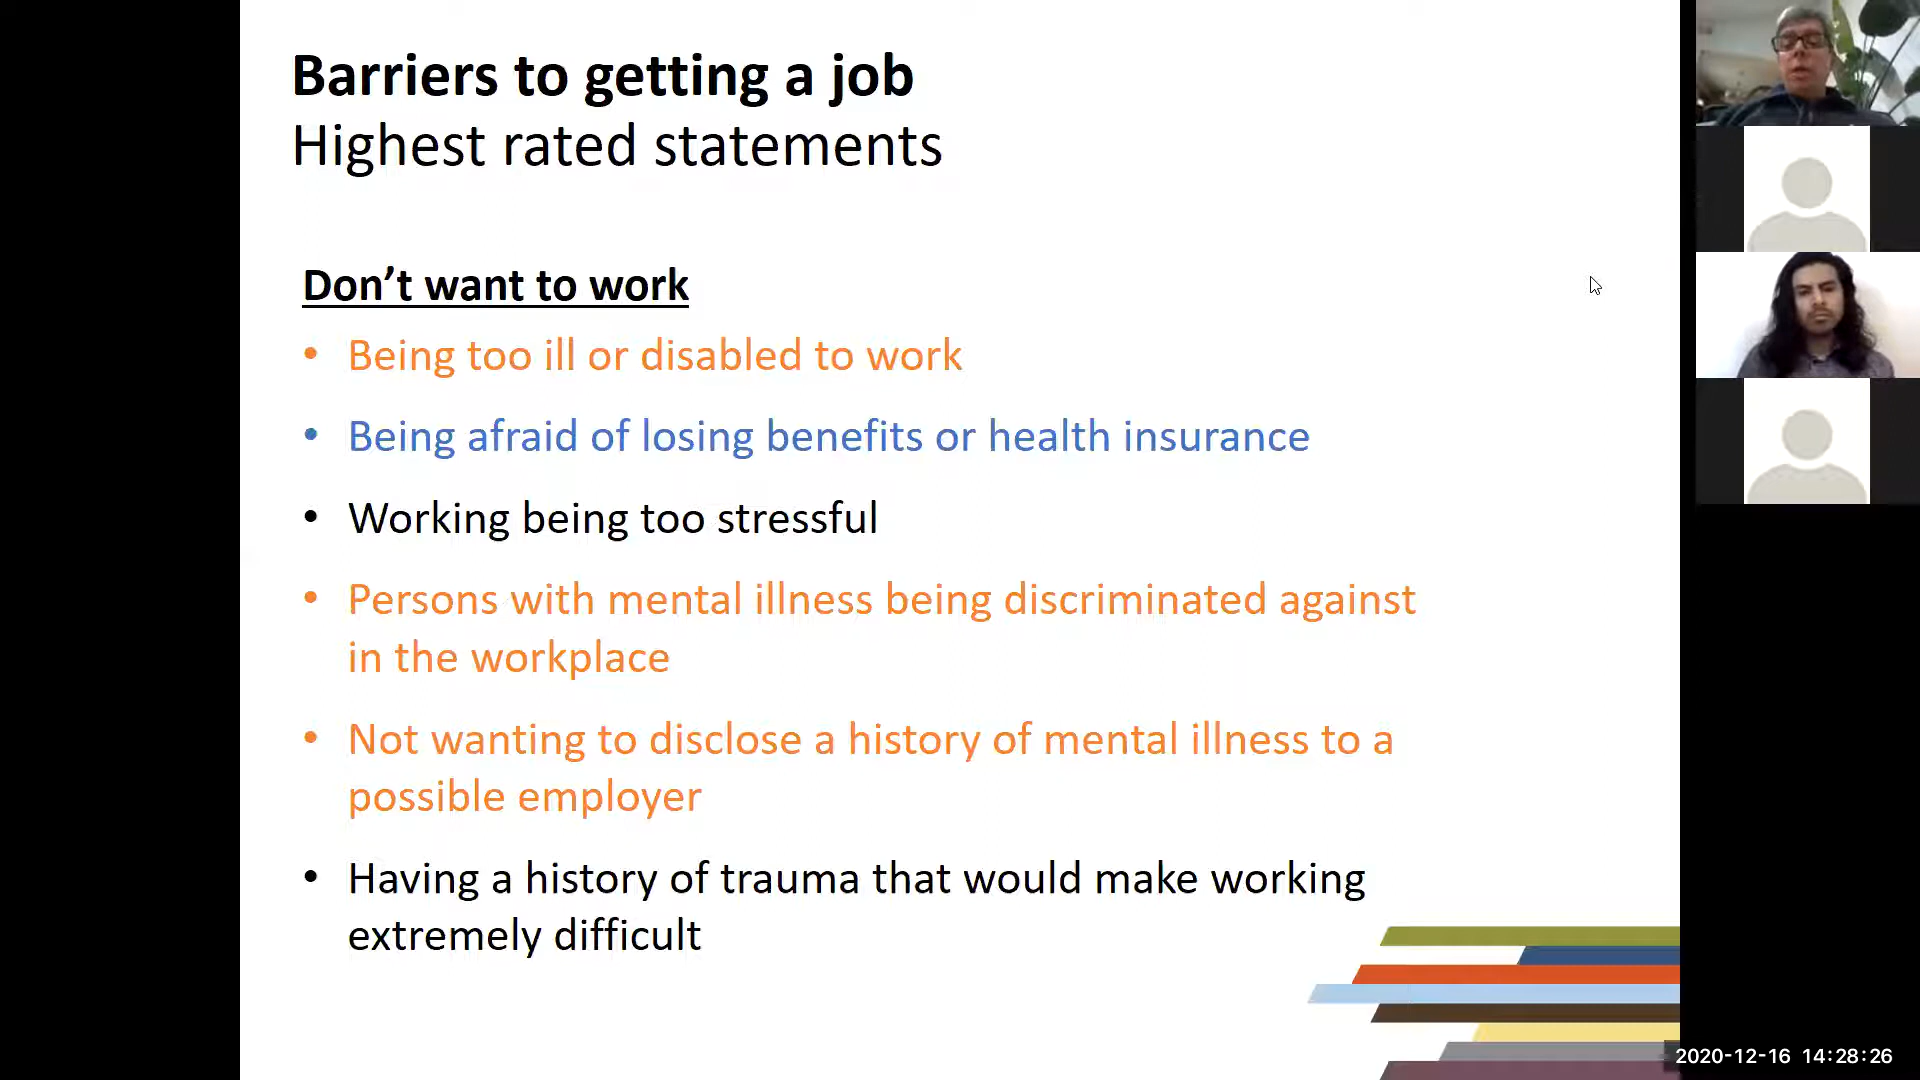 Barriers to getting a job
Highest rated statements
Don’t want to work
• Being too ill or disabled to work
• Being afraid of losing benefits or health insurance
• Working being too stressful
• Persons with mental illness being discriminated against
in the workplace
• Not wanting to disclose a history of mental illness to a
possible employer
• Having a history of trauma that would make working
extremely difficult
2020-12-16 14:28:26